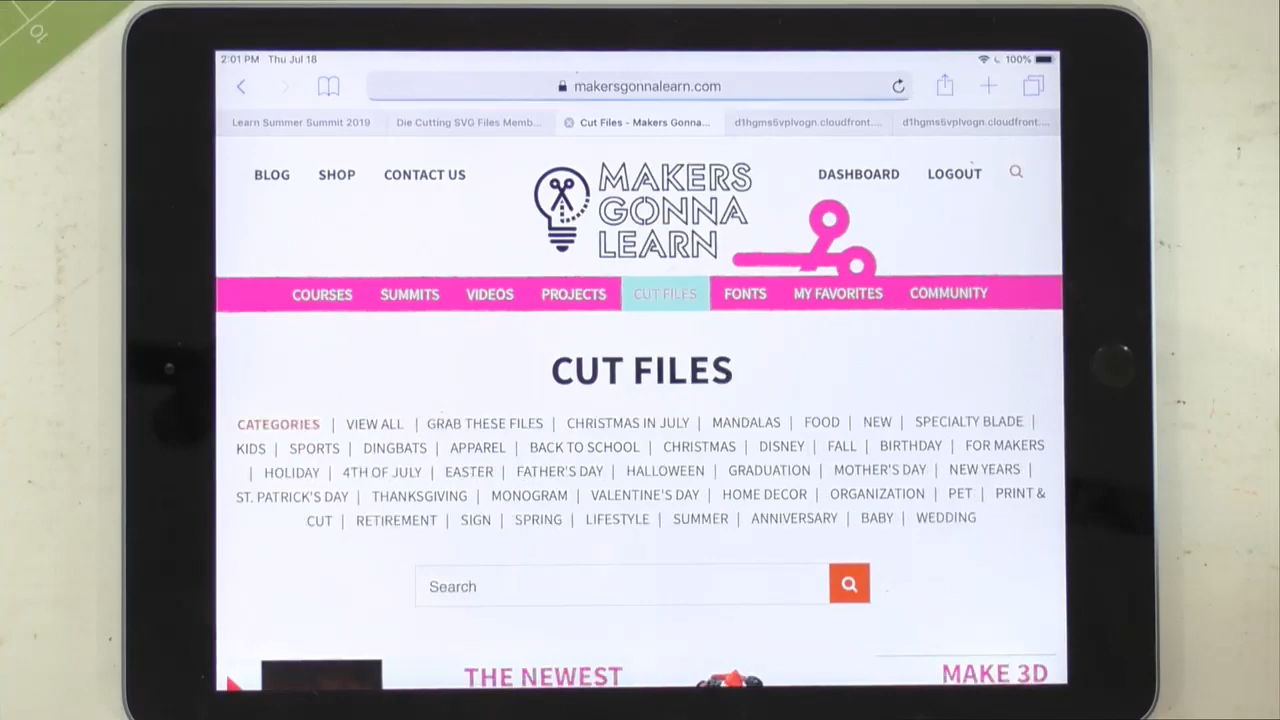 10
2:01 PM Thu Jul 18
100%
makersgonnalearn.com
Learn Summer Summit 2019 Die Cutting SVG Files Memb... Cut Files - Makers Gonna... d1hgms6vplvogn.cloudfront.... d1hgms6vplvogn.cloudfront....
BLOG SHOP CONTACT US
MAKERS
GONNA
LEARN
DASHBOARD LOGOUT
COURSES SUMMITS VIDEOS PROJECTS CUT FILES FONTS MY FAVORITES COMMUNITY
CUT FILES
CATEGORIES | VIEW ALL | GRAB THESE FILES | CHRISTMAS IN JULY | MANDALAS | FOOD | NEW | SPECIALTY BLADE |
KIDS | SPORTS | DINGBATS | APPAREL | BACK TO SCHOOL | CHRISTMAS | DISNEY | FALL | BIRTHDAY | FOR MAKERS
| HOLIDAY | 4TH OF JULY | EASTER | FATHER'S DAY | HALLOWEEN | GRADUATION | MOTHER'S DAY | NEW YEARS |
ST. PATRICK'S DAY | THANKSGIVING | MONOGRAM | VALENTINE'S DAY | HOME DECOR | ORGANIZATION | PET | PRINT &
CUT | RETIREMENT | SIGN | SPRING | LIFESTYLE | SUMMER | ANNIVERSARY | BABY | WEDDING
Search
THE NEWEST
MAKE 3D